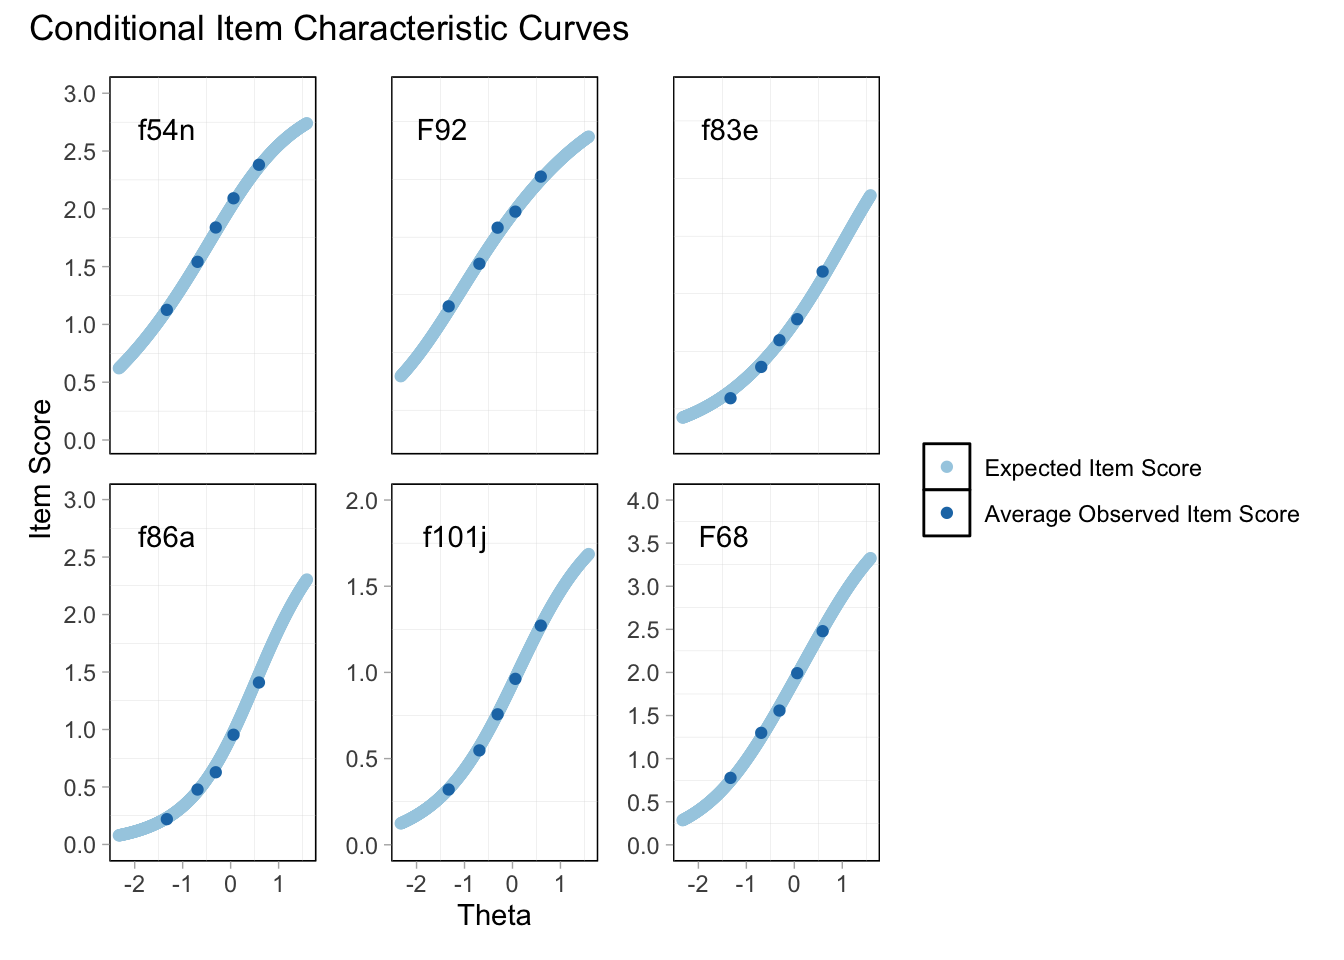 Conditional Item Characteristic Curves
f54n
F92
f83e
3.0
2.5
2.0
1.5
1.0
0.5
0.0
Item Score
f86a
f101j
F68
3.0
2.5
2.0
1.5
1.0
0.5
0.0
2.0
1.5
1.0
0.5
0.0
4.0
3.5
3.0
2.5
2.0
1.5
1.0
0.5
0.0
-2 -1 0 1
-2 -1 0 1
-2 -1 0 1
Theta
Expected Item Score
Average Observed Item Score